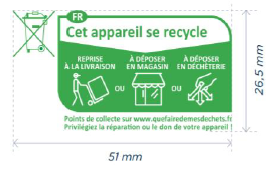 FR
Cet appareil se recycle
REPRISE
À LA LIVRAISON
OU
À DÉPOSER
EN MAGASIN
OU
À DÉPOSER
EN DÉCHÈTERIE
Points de collecte sur www.quefairedemesdechets.fr
Privilégiez la réparation ou le don de votre appareil !
26,5 mm
51 mm